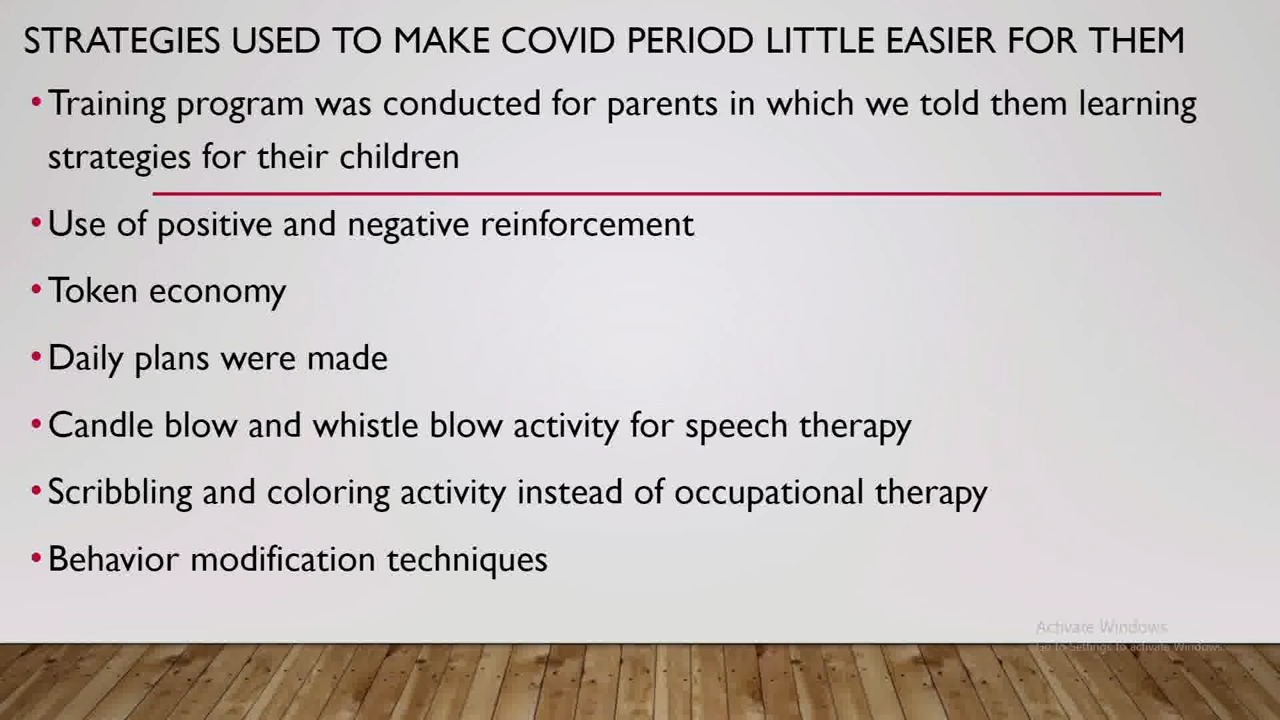 STRATEGIES USED TO MAKE COVID PERIOD LITTLE EASIER FOR THEM
• Training program was conducted for parents in which we told them learning
strategies for their children
• Use of positive and negative reinforcement
• Token economy
• Daily plans were made
• Candle blow and whistle blow activity for speech therapy
• Scribbling and coloring activity instead of occupational therapy
• Behavior modification techniques
Activate Windows
Go to Settings to activate Windows.